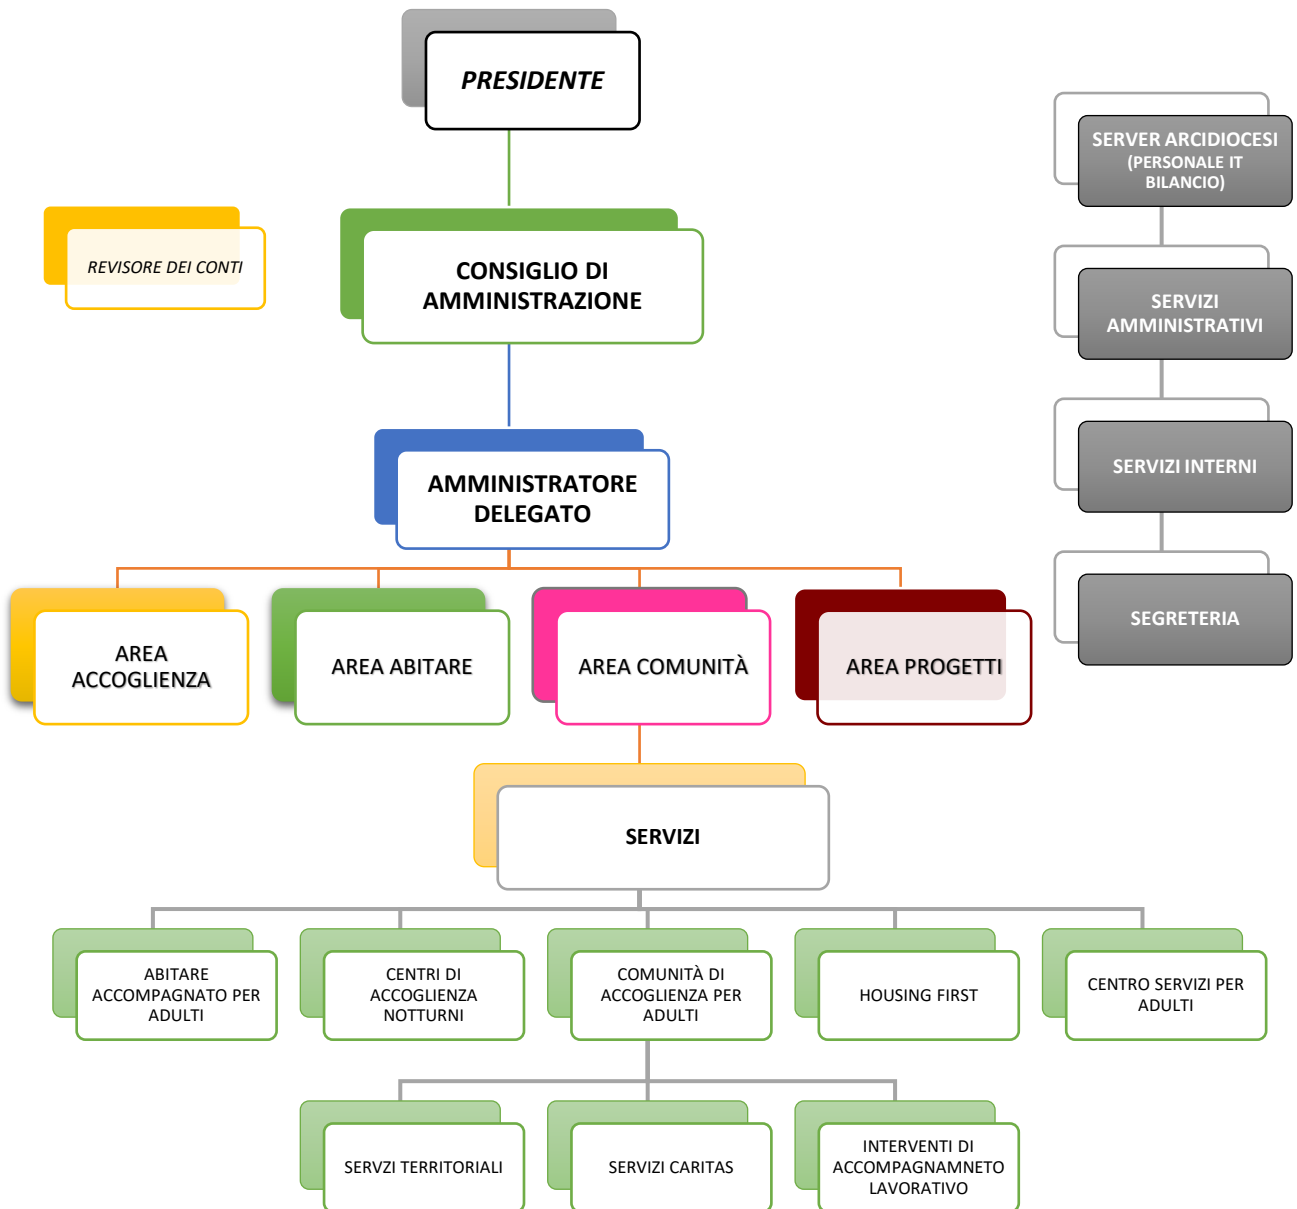 PRESIDENTE
SERVER ARCIDIOCESI
(PERSONALE IT
BILANCIO)
REVISORE DEI CONTI
CONSIGLIO DI
AMMINISTRAZIONE
SERVIZI
AMMINISTRATIVI
AMMINISTRATORE
DELEGATO
SERVIZI INTERNI
SEGRETERIA
AREA
ACCOGLIENZA
AREA ABITARE
AREA COMUNITÀ
AREA PROGETTI
SERVIZI
ABITARE
ACCOMPAGNATO PER
ADULTI
CENTRI DI
ACCOGLIENZA
NOTTURNI
COMUNITÀ DI
ACCOGLIENZA PER
ADULTI
HOUSING FIRST
CENTRO SERVIZI PER
ADULTI
SERVZI TERRITORIALI
SERVIZI CARITAS
INTERVENTI DI
ACCOMPAGNAMNETO
LAVORATIVO